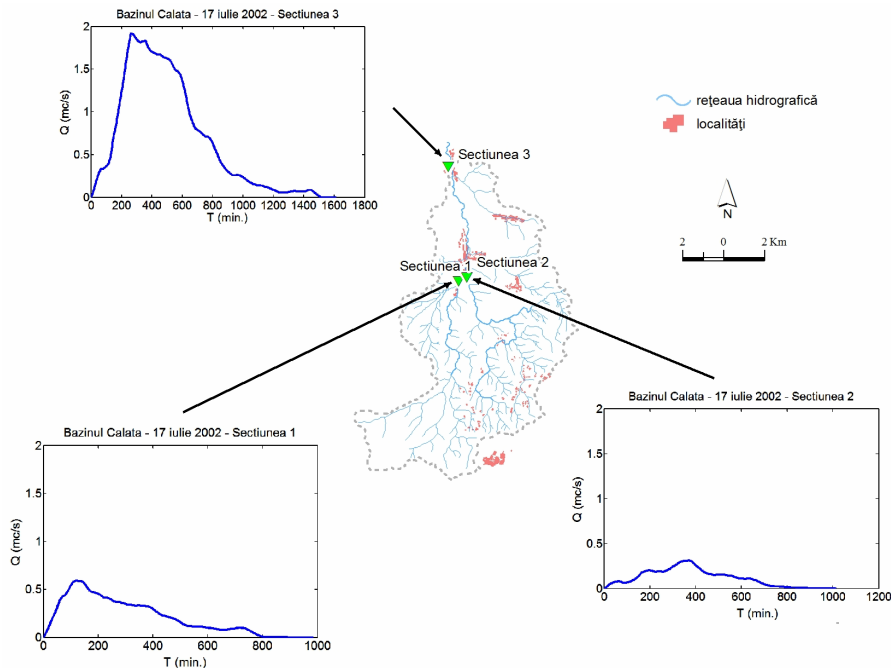 Bazinul Calata - 17 iulie 2002 - Sectiunea 3
2
1.5
1
0.5
0
Q (mc/s)
0 200 400 600 800 1000 1200 1400 1600 1800
T (min.)
reţeaua hidrografică
localităţi
Sectiunea 3
N
2 0 2 Km
Sectiunea 1
Sectiunea 2
Bazinul Calata - 17 iulie 2002 - Sectiunea 1
2
1.5
1
0.5
0
Q (mc/s)
0 200 400 600 800 1000
T (min.)
Bazinul Calata - 17 iulie 2002 - Sectiunea 2
2
1.5
1
0.5
0
Q (mc/s)
0 200 400 600 800 1000 1200
T (min.)